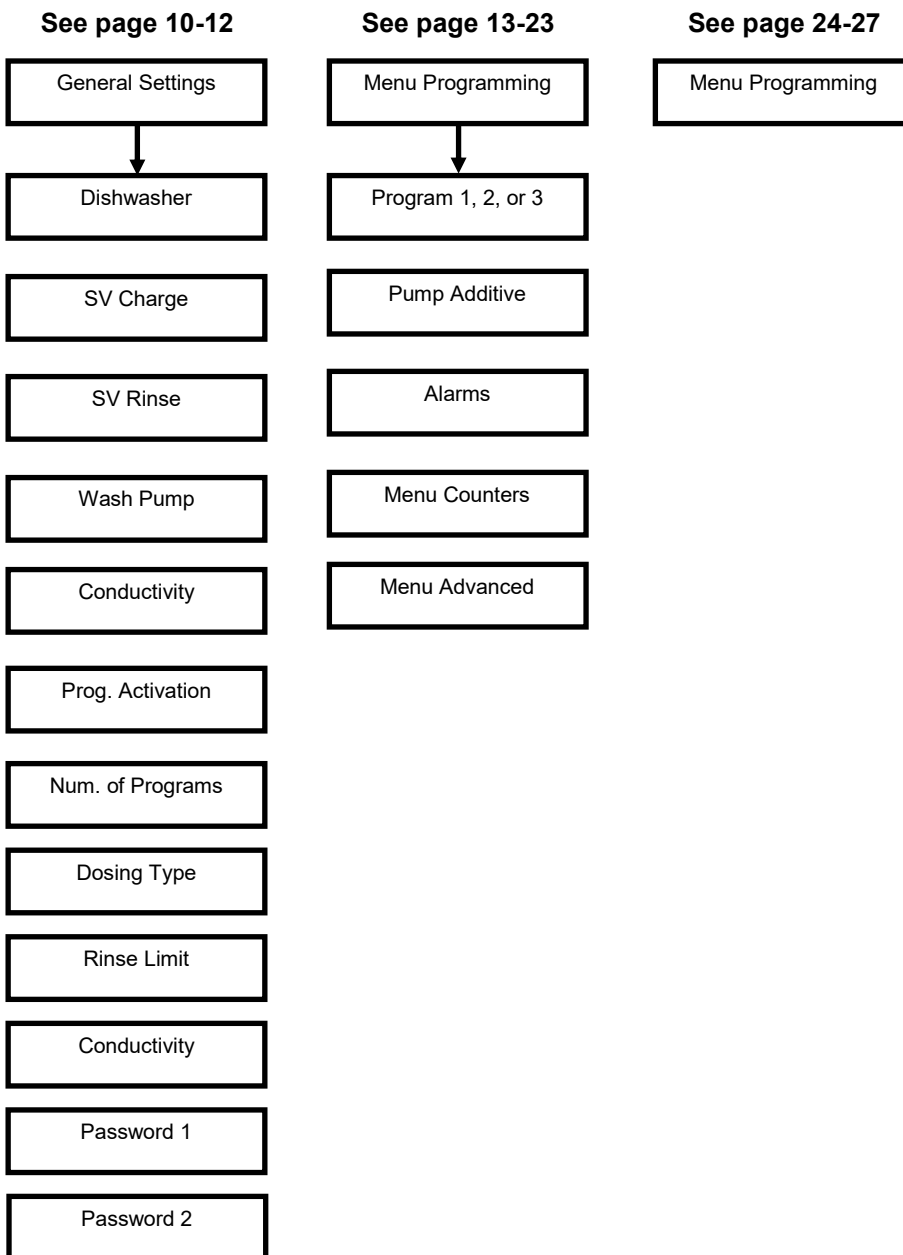 See page 10-12
General Settings
Dishwasher
SV Charge
SV Rinse
Wash Pump
Conductivity
Prog. Activation
Num. of Programs
Dosing Type
Rinse Limit
Conductivity
Password 1
Password 2
See page 13-23
Menu Programming
Program 1, 2, or 3
Pump Additive
Alarms
Menu Counters
Menu Advanced
See page 24-27
Menu Programming